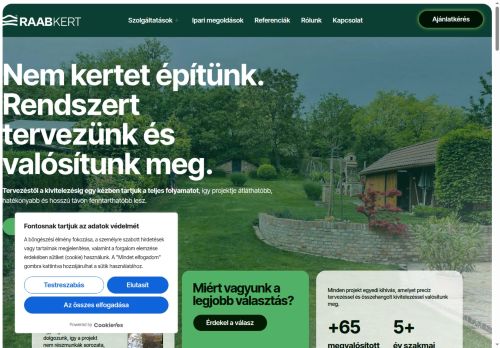 RAABKERT
Szolgáltatások
Ipari megoldások
Referenciák
Rólunk
Kapcsolat
Ajánlatkérés
Nem kertet építünk.
Rendszert
tervezünk és
valósítunk meg.
Tervezéstől a kivitelezésig egy kézben tartjuk a teljes folyamatot, így projektje átlátható,
hatékonyabb és hosszú távon fenntarthatóbb lesz.
Fontosnak tartjuk az adatok védelmét
A böngészési élmény fokozása, a személyre szabott hirdetések
vagy tartalmak megjelenítése, valamint a forgalom elemzése
érdekében sütiket (cookie) használunk. A "Mindet elfogadom"
gombra kattintva hozzájárulhat a sütik használatához.
Testreszabás
Elutasít
Az összes elfogadása
Powered by CookieYes
dolgozunk, így a projekt
nem részmunkák sorozata,
Miért vagyunk a
legjobb választás?
Érdekel a válasz
Minden projekt egyedi kihívás, amelyet precíz
tervezéssel és összehangolt kivitelezéssel valósítunk
meg.
+65
megvalósított
5+
év szakmai